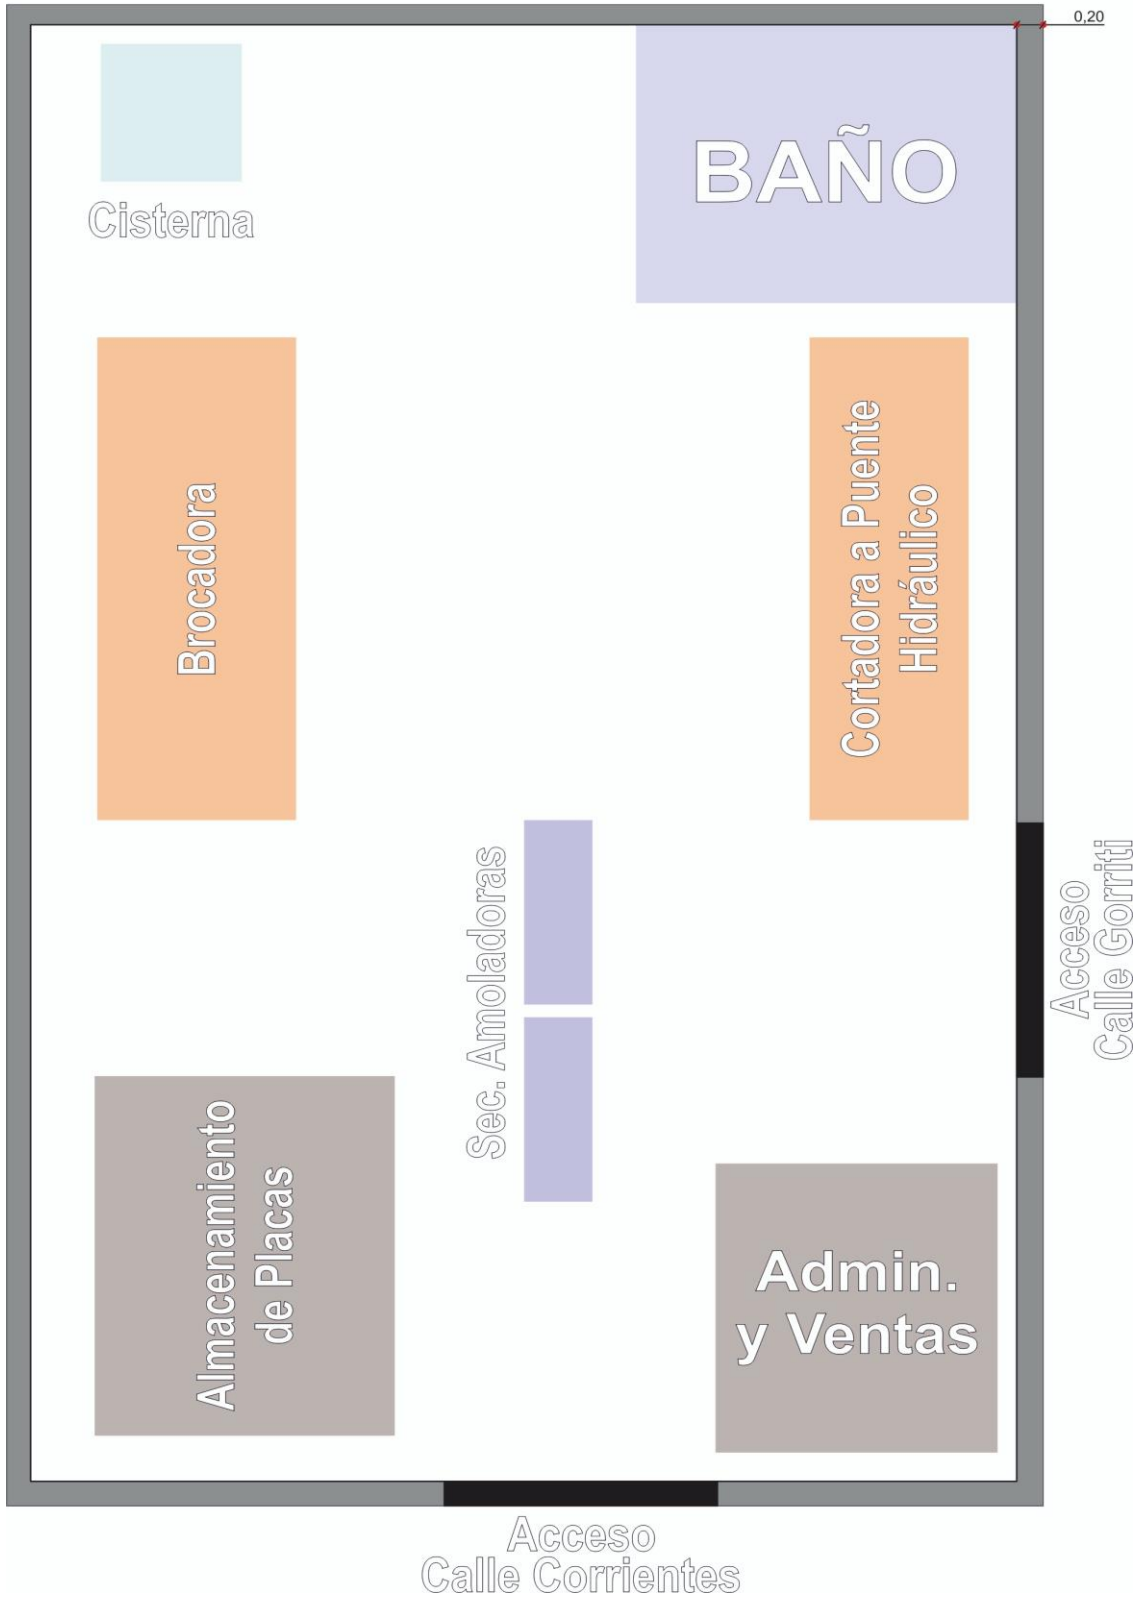 0,20
BAÑO
Cisterna
Brocadora
Cortadora a Puente
Hidráulico
Sec. Amoladoras
Acceso
Calle Gorriti
Almacenamiento
de Placas
Admin.
y Ventas
Acceso
Calle Corrientes